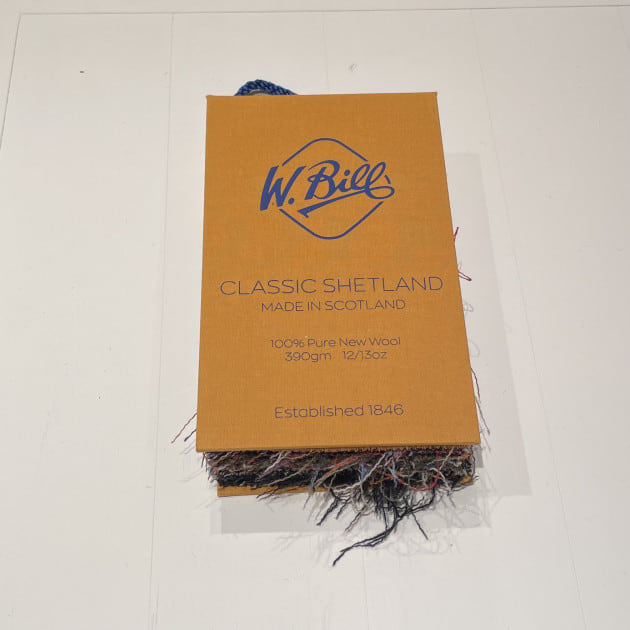 W. Bill
CLASSIC SHETLAND
MADE IN SCOTLAND
100% Pure New Wool
390gm 12/13oz
Established 1846